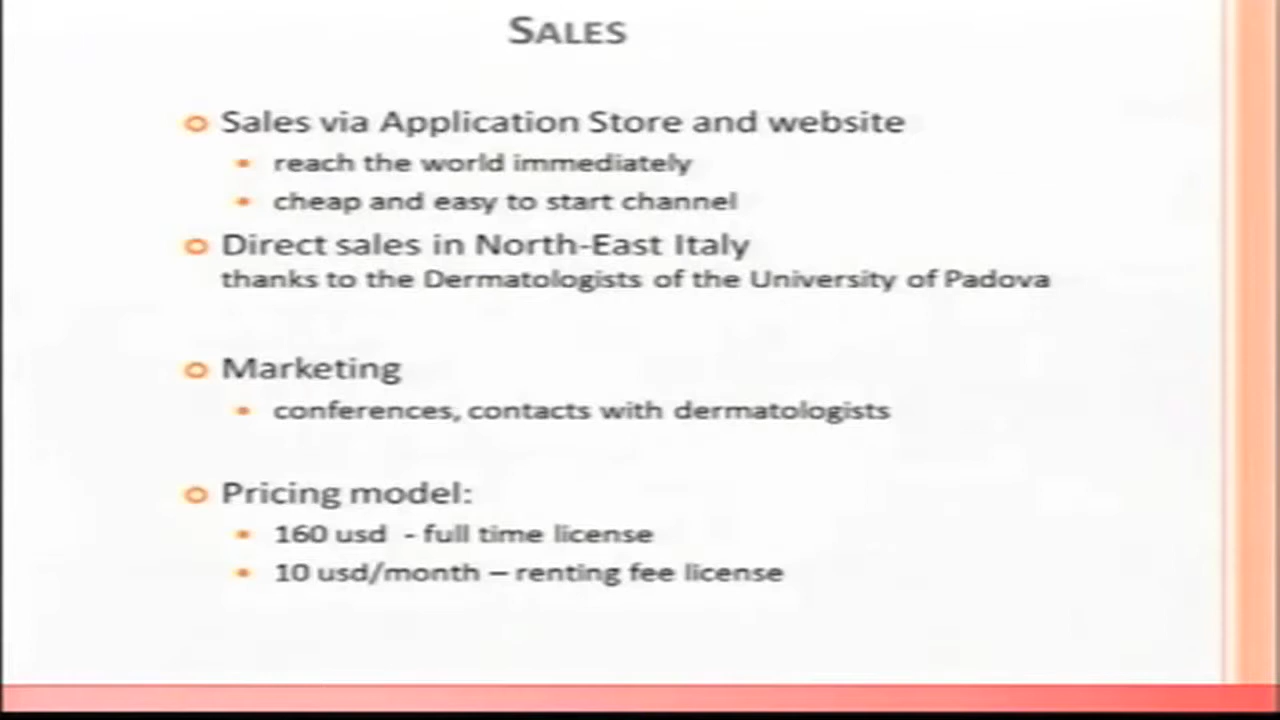 SALES
Sales via Application Store and website
reach the world immediately
cheap and easy to start channel
Direct sales in North-East Italy
thanks to the Dermatologists of the University of Padova
Marketing
conferences, contacts with dermatologists
Pricing model:
160 usd - full time license
10 usd/month – renting fee license